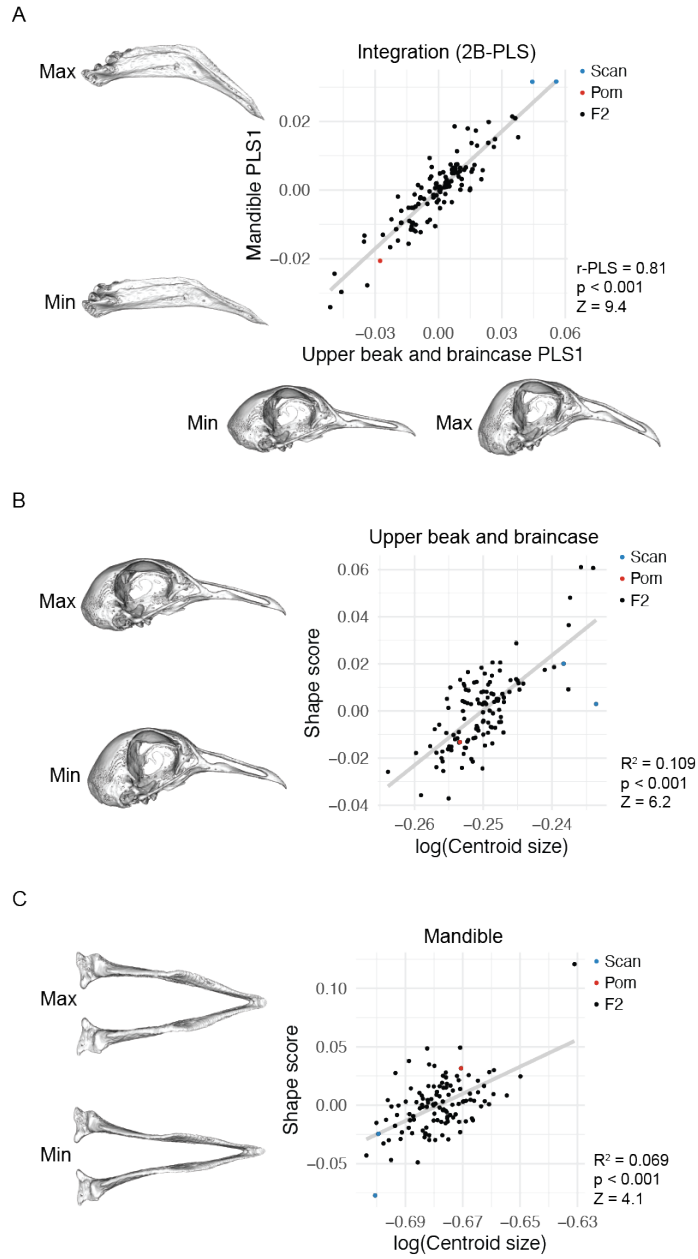 A
Max
Integration (2B-PLS)
Scan
Pom
F2
Mandible PLS1
0.02
0.00
−0.02
Min
r-PLS = 0.81
p < 0.001
Z = 9.4
−0.03 0.00 0.03 0.06
Upper beak and braincase PLS1
Min
Max
B
Upper beak and braincase
Scan
Pom
F2
Max
Min
Shape score
0.06
0.04
0.02
0.00
−0.02
−0.04
R² = 0.109
p < 0.001
Z = 6.2
−0.26 −0.25 −0.24
log(Centroid size)
C
Mandible
Scan
Pom
F2
Max
Min
Shape score
0.10
0.05
0.00
−0.05
R² = 0.069
p < 0.001
Z = 4.1
−0.69 −0.67 −0.65 −0.63
log(Centroid size)